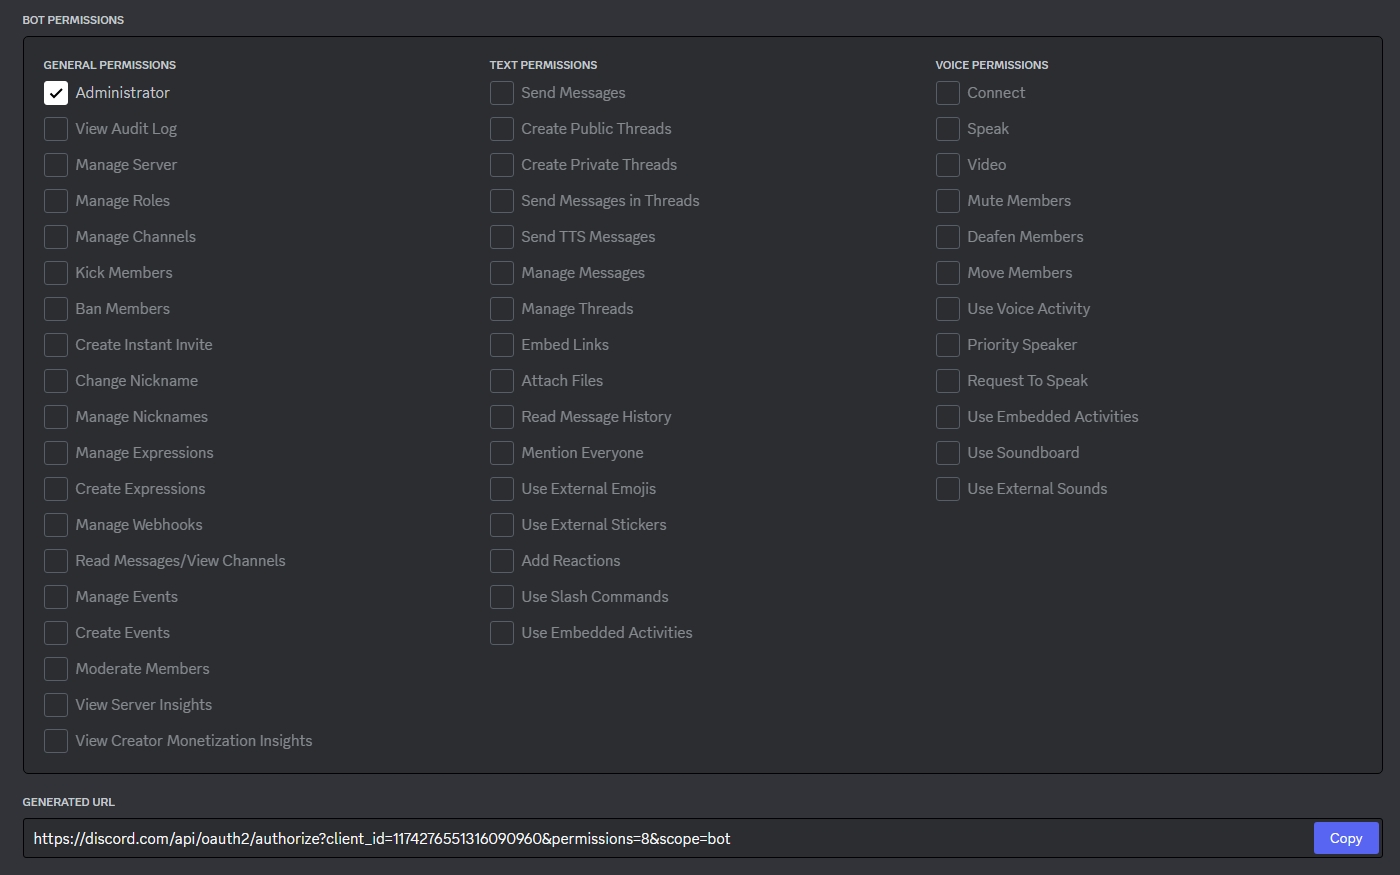 BOT PERMISSIONS
GENERAL PERMISSIONS
Administrator
View Audit Log
Manage Server
Manage Roles
Manage Channels
Kick Members
Ban Members
Create Instant Invite
Change Nickname
Manage Nicknames
Manage Expressions
Create Expressions
Manage Webhooks
Read Messages/View Channels
Manage Events
Create Events
Moderate Members
View Server Insights
View Creator Monetization Insights
TEXT PERMISSIONS
Send Messages
Create Public Threads
Create Private Threads
Send Messages in Threads
Send TTS Messages
Manage Messages
Manage Threads
Embed Links
Attach Files
Read Message History
Mention Everyone
Use External Emojis
Use External Stickers
Add Reactions
Use Slash Commands
Use Embedded Activities
VOICE PERMISSIONS
Connect
Speak
Video
Mute Members
Deafen Members
Move Members
Use Voice Activity
Priority Speaker
Request To Speak
Use Embedded Activities
Use Soundboard
Use External Sounds
GENERATED URL
https://discord.com/api/oauth2/authorize?client_id=1174276551316090960&permissions=8&scope=bot
Copy